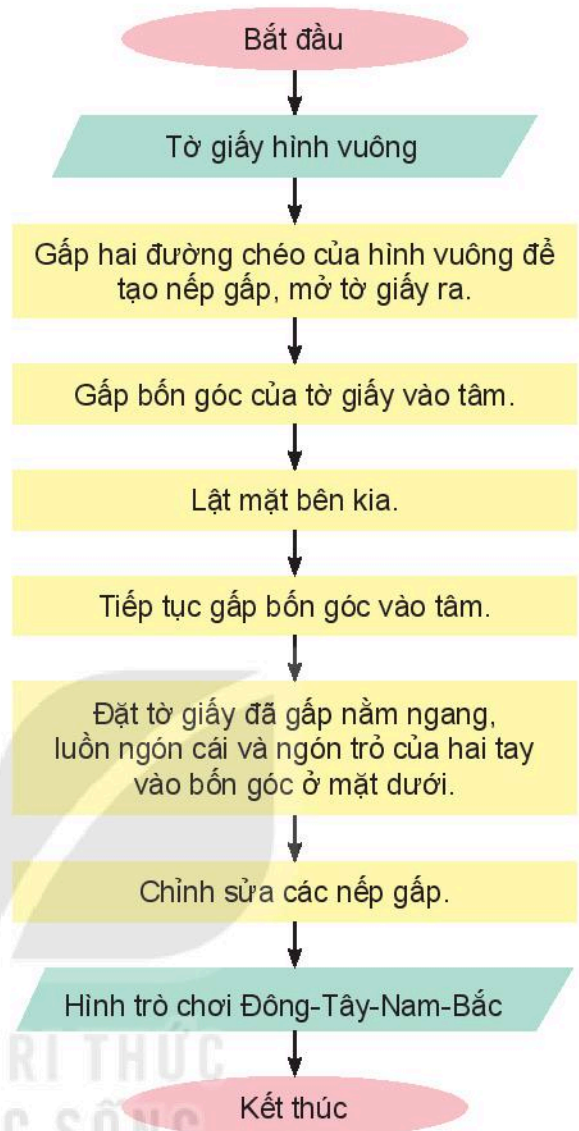 Bắt đầu
Tờ giấy hình vuông
Gấp hai đường chéo của hình vuông để
tạo nếp gấp, mở tờ giấy ra.
Gấp bốn góc của tờ giấy vào tâm.
Lật mặt bên kia.
Tiếp tục gấp bốn góc vào tâm.
Đặt tờ giấy đã gấp nằm ngang,
luồn ngón cái và ngón trỏ của hai tay
vào bốn góc ở mặt dưới.
Chỉnh sửa các nếp gấp.
Hình trò chơi Đông-Tây-Nam-Bắc
RI THỨC
Kết thúc
C SỐNG